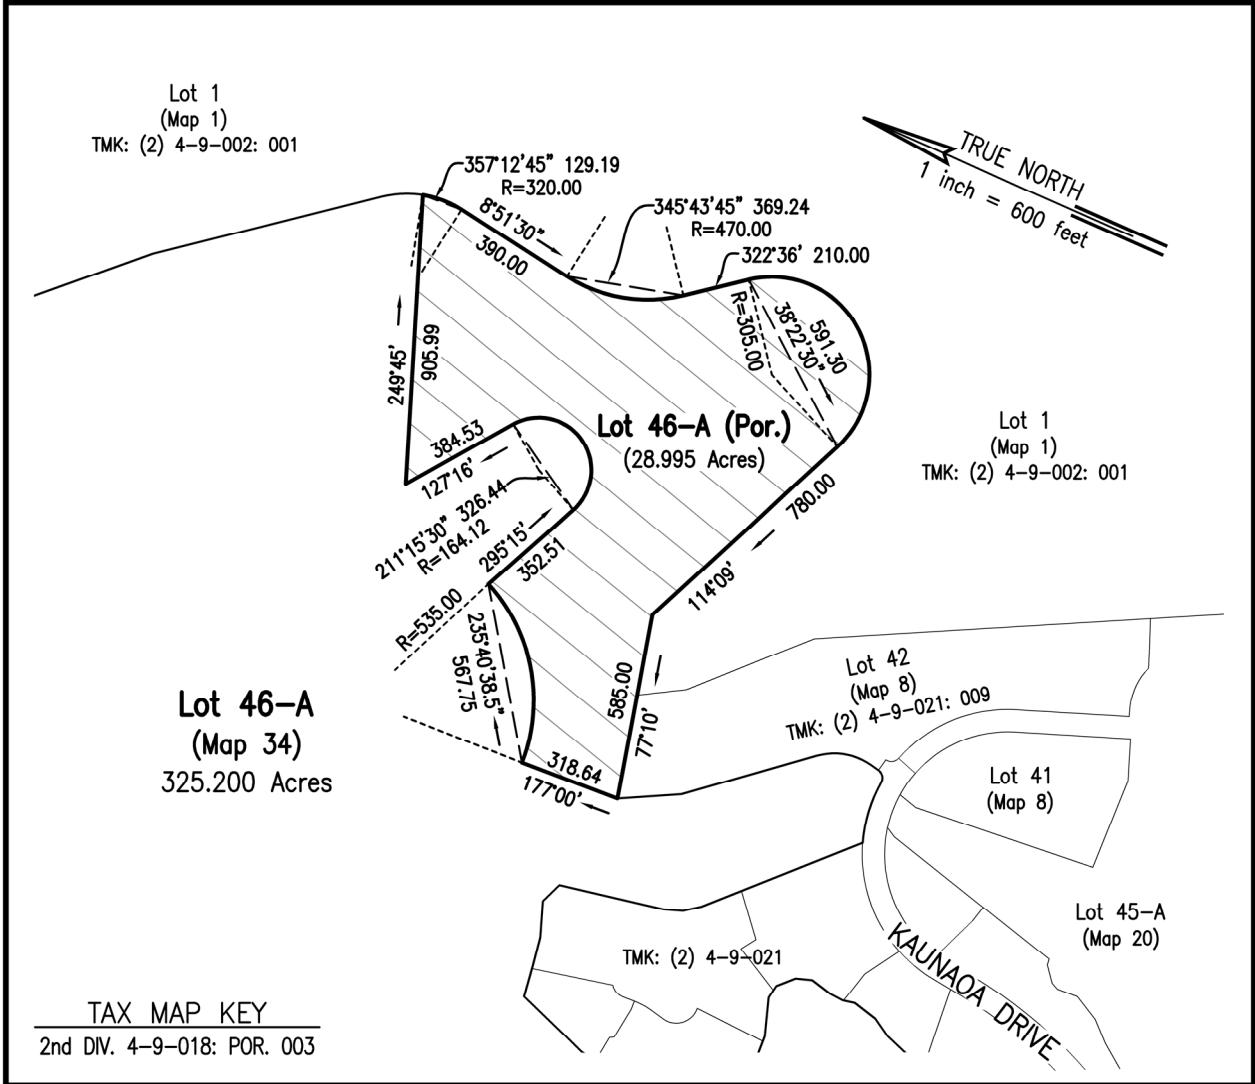 Lot 1
(Map 1)
TMK: (2) 4-9-002: 001
TRUE NORTH
1 inch = 600 feet
357°12'45" 129.19
R=320.00
8°51'30"
390.00
345°43'45" 369.24
R=470.00
322°36' 210.00
591.30
38°22'30"
R=305.00
249°45'
905.99
Lot 46-A (Por.)
(28.995 Acres)
384.53
127°16'
211°15'30" 326.44
R=164.12
295°15'
352.51
780.00
114°09'
Lot 1
(Map 1)
TMK: (2) 4-9-002: 001
R=535.00
235°40'38.5"
567.75
585.00
77°10'
318.64
177°00'
Lot 46-A
(Map 34)
325.200 Acres
Lot 42
(Map 8)
TMK: (2) 4-9-021: 009
Lot 41
(Map 8)
Lot 45-A
(Map 20)
TMK: (2) 4-9-021
KAUNAOA DRIVE
TAX MAP KEY
2nd DIV. 4-9-018: POR. 003